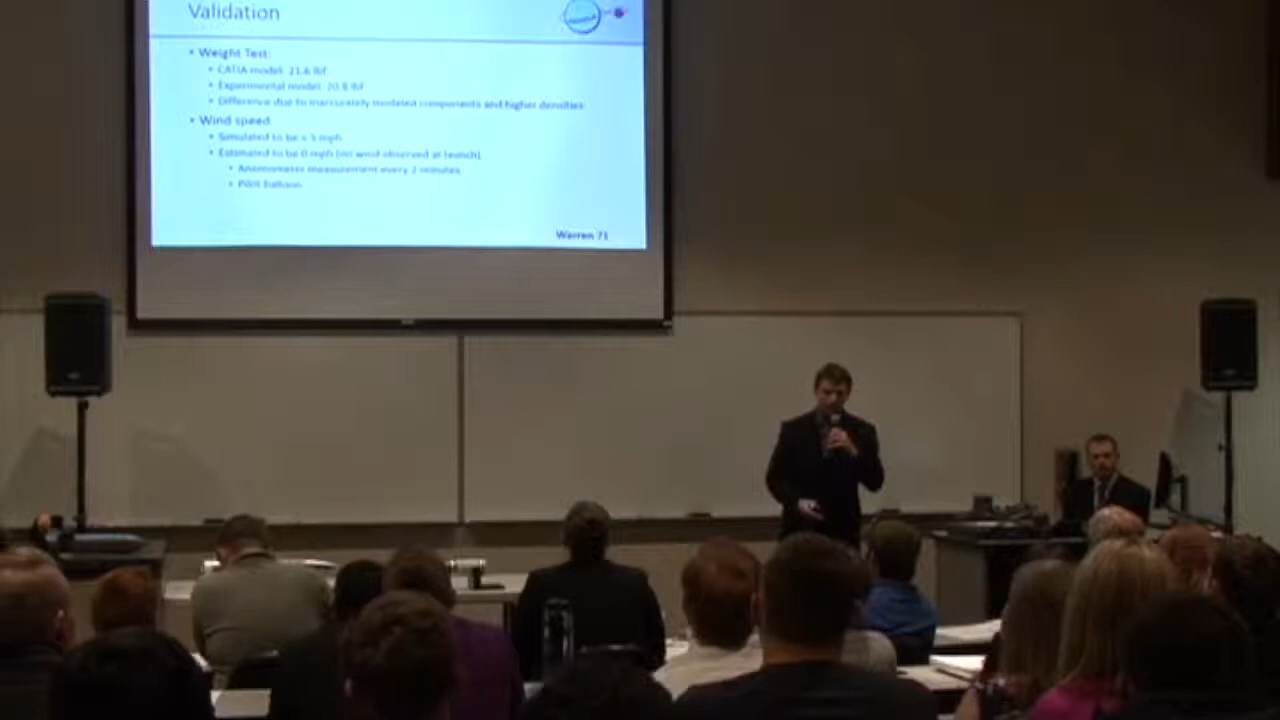 Validation
• Weight Test:
• CATIA model: 21.6 lbf
• Experimental model: 20.8 lbf
• Difference due to inaccurately modeled components and higher densities
• Wind speed
• Simulated to be < 5 mph
• Estimated to be 0 mph (no wind observed at launch)
• Anemometer measurement every 2 minutes
• Pilot balloon
Warren 71